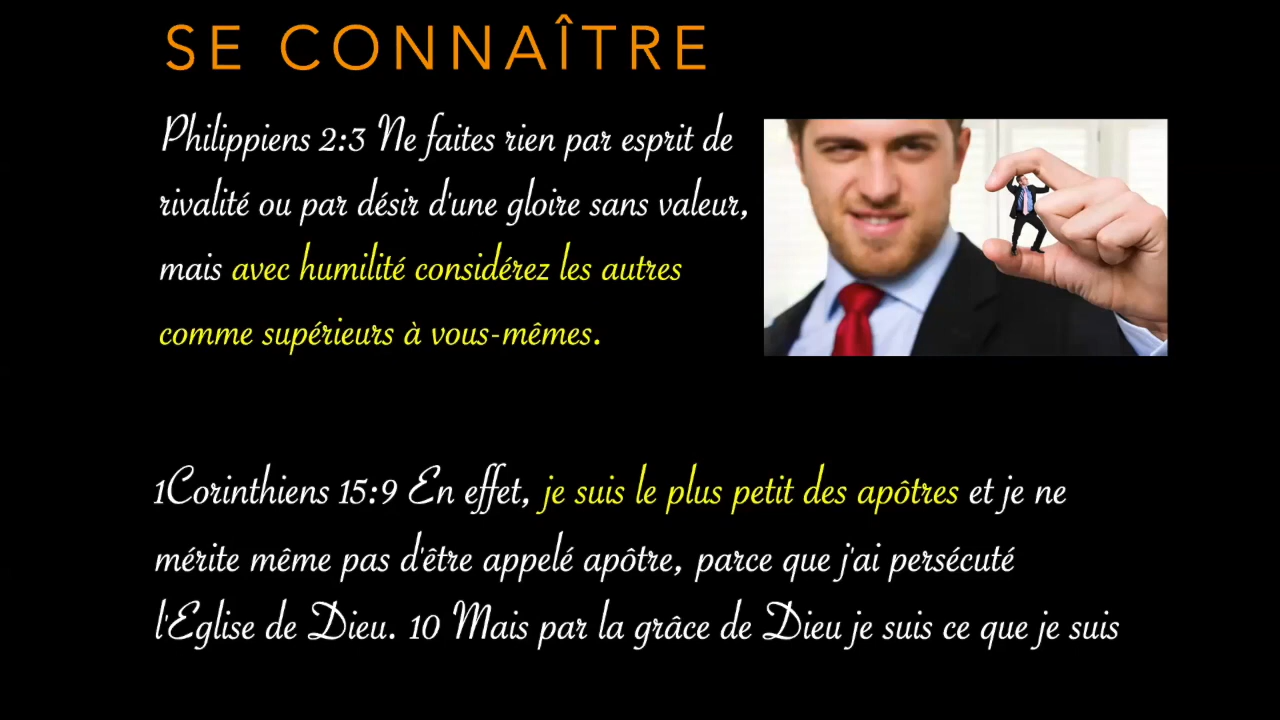 SE CONNAÎTRE
Philippiens 2:3 Ne faites rien par esprit de
rivalité ou par désir d'une gloire sans valeur,
mais avec humilité considérez les autres
comme supérieurs à vous-mêmes.
1Corinthiens 15:9 En effet, je suis le plus petit des apôtres et je ne
mérite même pas d'être appelé apôtre, parce que j'ai persécuté
l'Eglise de Dieu. 10 Mais par la grâce de Dieu je suis ce que je suis